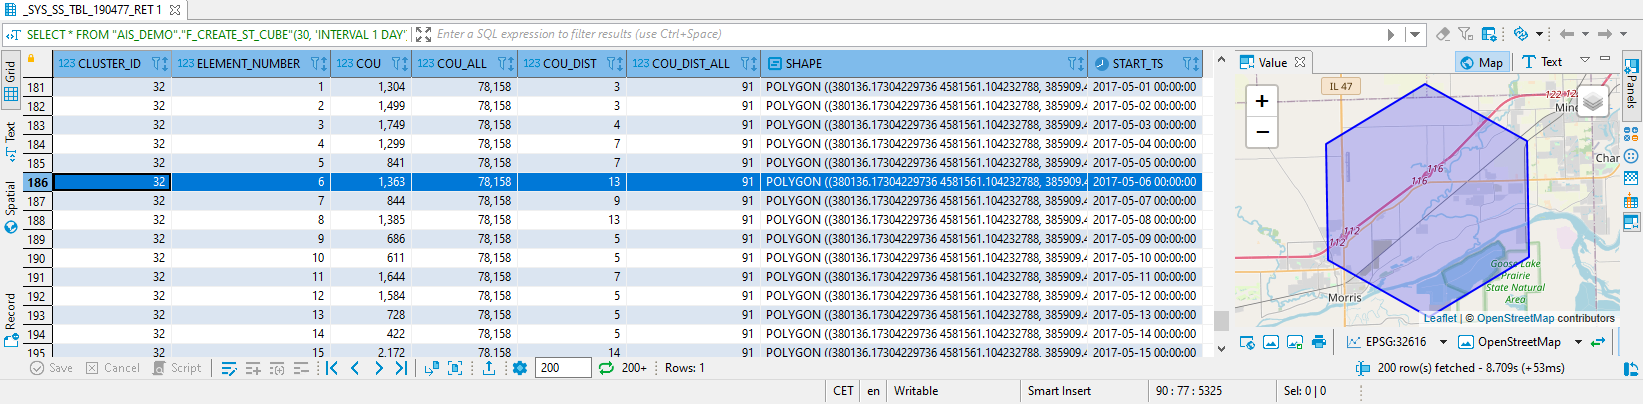 _SYS_SS_TBL_190477_RET 1
SELECT * FROM "AIS_DEMO"."F_CREATE_ST_CUBE"(30, 'INTERVAL 1 DAY' Enter a SQL expression to filter results (use Ctrl+Space)
Grid
Text
Spatial
Record
123 CLUSTER_ID 123 ELEMENT_NUMBER 123 COU 123 COU_ALL 123 COU_DIST 123 COU_DIST_ALL SHAPE START_TS
181 32 1 1,304 78,158 3 91 POLYGON ((380136.17304229736 4581561.104232788, 385909.4 2017-05-01 00:00:00
182 32 2 1,499 78,158 3 91 POLYGON ((380136.17304229736 4581561.104232788, 385909.4 2017-05-02 00:00:00
183 32 3 1,749 78,158 4 91 POLYGON ((380136.17304229736 4581561.104232788, 385909.4 2017-05-03 00:00:00
184 32 4 1,299 78,158 7 91 POLYGON ((380136.17304229736 4581561.104232788, 385909.4 2017-05-04 00:00:00
185 32 5 841 78,158 7 91 POLYGON ((380136.17304229736 4581561.104232788, 385909.4 2017-05-05 00:00:00
186 32 6 1,363 78,158 13 91 POLYGON ((380136.17304229736 4581561.104232788, 385909.4 2017-05-06 00:00:00
187 32 7 844 78,158 9 91 POLYGON ((380136.17304229736 4581561.104232788, 385909.4 2017-05-07 00:00:00
188 32 8 1,385 78,158 13 91 POLYGON ((380136.17304229736 4581561.104232788, 385909.4 2017-05-08 00:00:00
189 32 9 686 78,158 5 91 POLYGON ((380136.17304229736 4581561.104232788, 385909.4 2017-05-09 00:00:00
190 32 10 611 78,158 5 91 POLYGON ((380136.17304229736 4581561.104232788, 385909.4 2017-05-10 00:00:00
191 32 11 1,644 78,158 7 91 POLYGON ((380136.17304229736 4581561.104232788, 385909.4 2017-05-11 00:00:00
192 32 12 1,584 78,158 5 91 POLYGON ((380136.17304229736 4581561.104232788, 385909.4 2017-05-12 00:00:00
193 32 13 728 78,158 5 91 POLYGON ((380136.17304229736 4581561.104232788, 385909.4 2017-05-13 00:00:00
194 32 14 422 78,158 5 91 POLYGON ((380136.17304229736 4581561.104232788, 385909.4 2017-05-14 00:00:00
195 32 15 2,172 78,158 14 91 POLYGON ((380136.17304229736 4581561.104232788, 385909.4 2017-05-15 00:00:00
Value Map Text
Panels
+
−
IL 47
122 122
Min
Chan
116
116
112
112
Goose Lake
Prairie
State Natural
Area
Morris
Leaflet | © OpenStreetMap contributors
EPSG:32616 OpenStreetMap
Save Cancel Script 200 200+ Rows: 1
200 row(s) fetched - 8.709s (+53ms)
CET en Writable Smart Insert 90 : 77 : 5325 Sel: 0 | 0